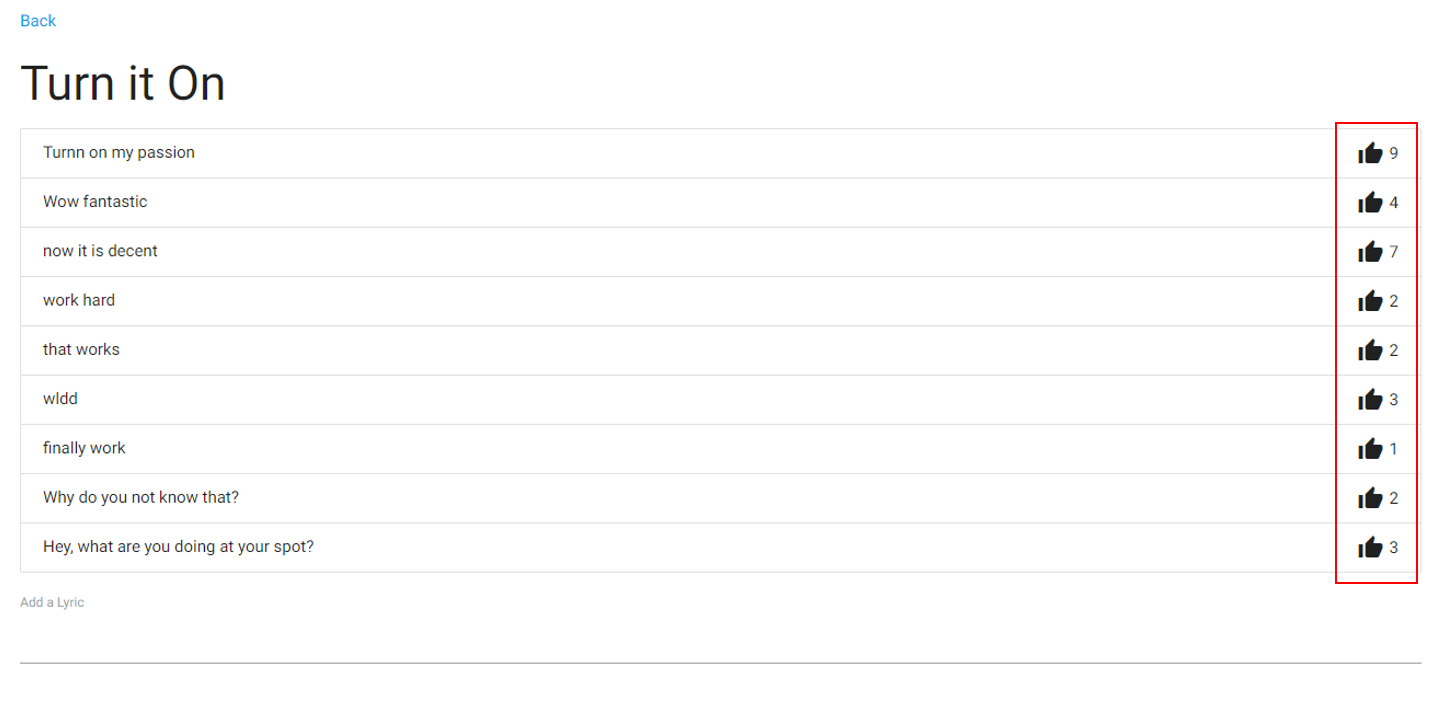 Back
Turn it On
Turnn on my passion 9
Wow fantastic 4
now it is decent 7
work hard 2
that works 2
wldd 3
finally work 1
Why do you not know that? 2
Hey, what are you doing at your spot? 3
Add a Lyric